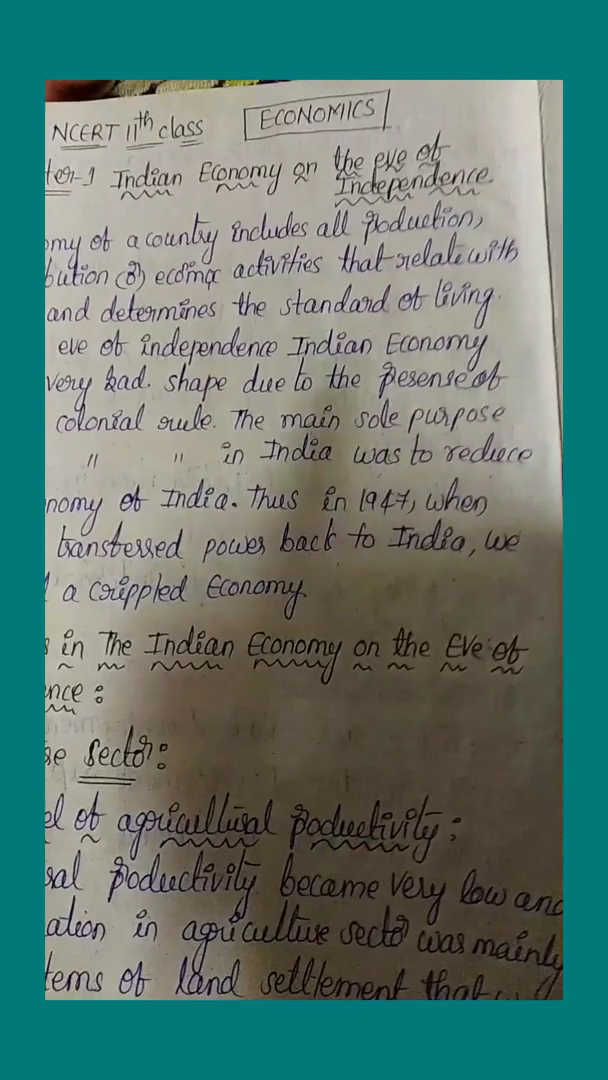 NCERT 11th class ECONOMICS
ter-1 Indian Economy on the eve of
Independence
omy of a country includes all production,
bution (8) ecomic activities that relate with
and determines the standard of living.
eve of independence Indian Economy
very bad. shape due to the presense of
colonial rule. The main sole purpose
" " in India was to reduce
nomy of India. Thus in 1947, when
transferred power back to India, we
a crippled Economy.
s in The Indian Economy on the Eve of
ence :
se sector:
el of agricultural productivity :
ral productivity became very low and
ation in agriculture sector was mainly
tems of land settlement that